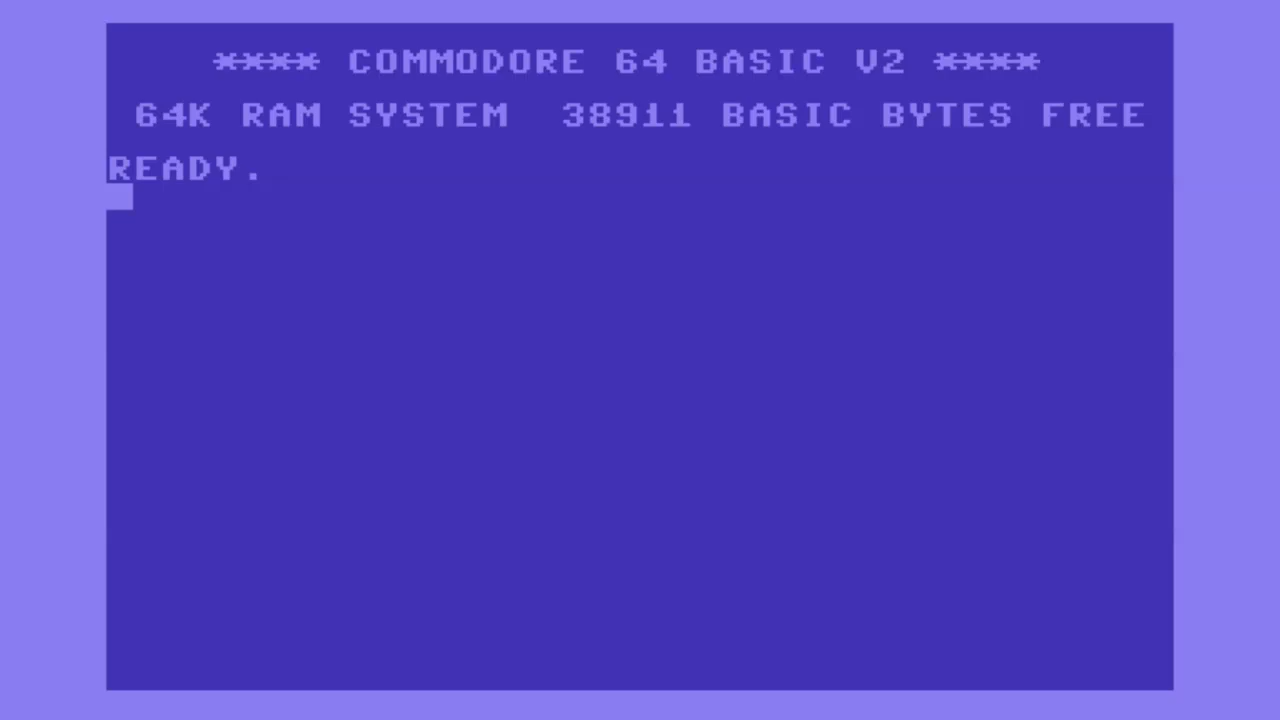 **** COMMODORE 64 BASIC V2 ****
64K RAM SYSTEM  38911 BASIC BYTES FREE
READY.